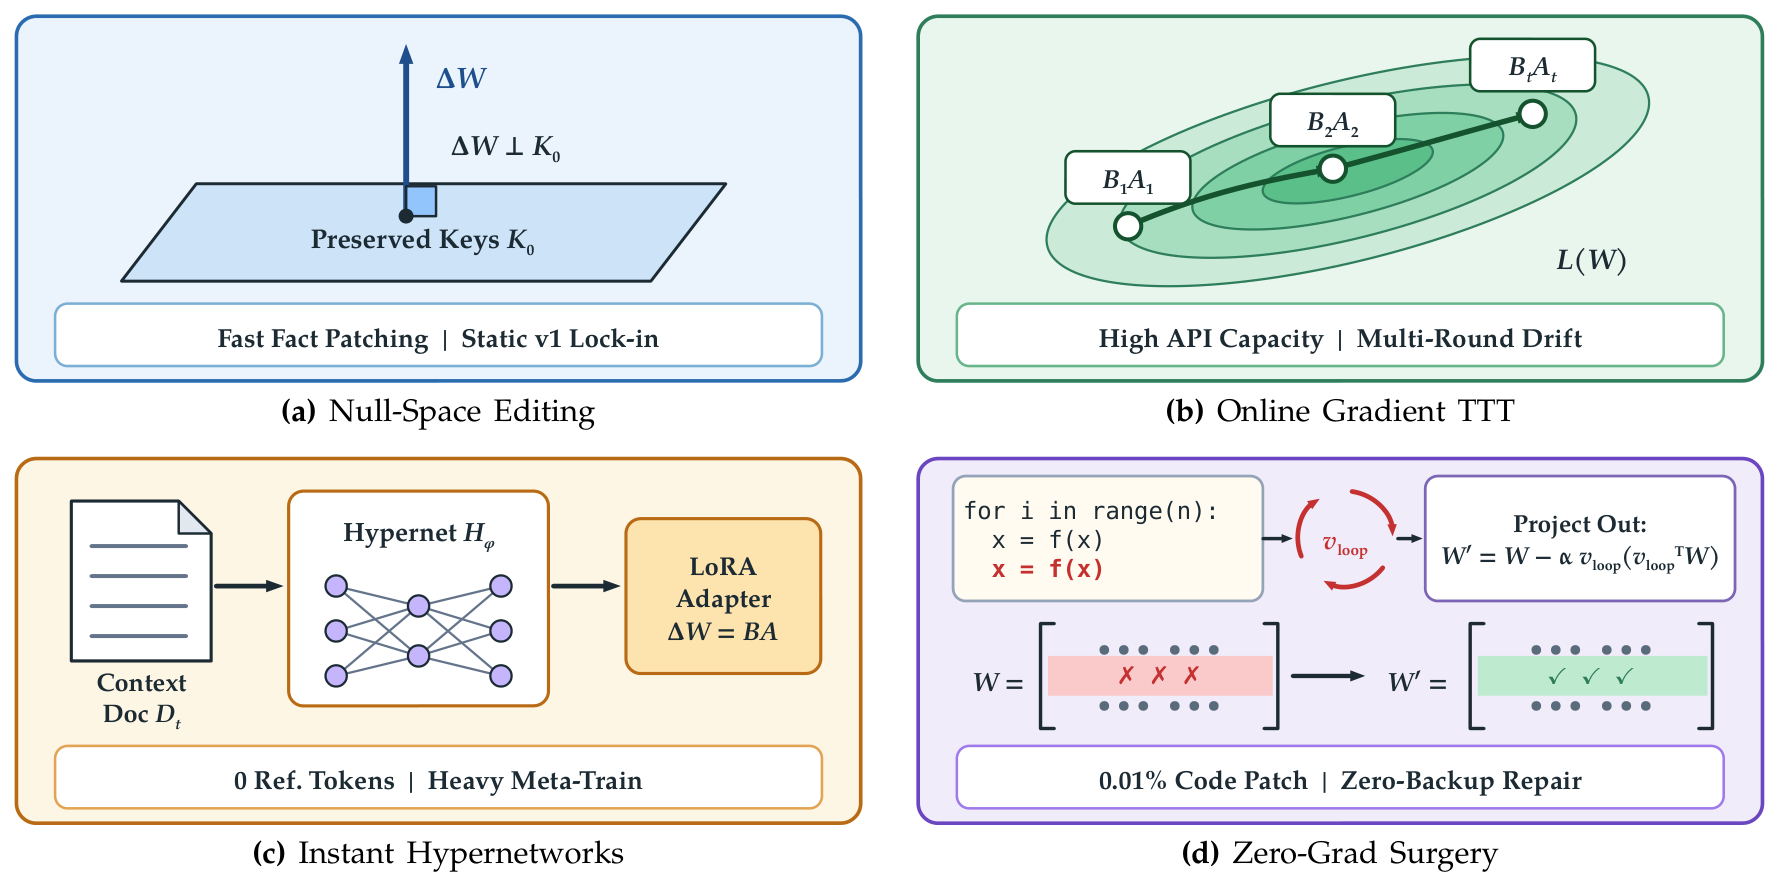 ΔW
ΔW ⊥ K₀
Preserved Keys K₀
Fast Fact Patching | Static v1 Lock-in
(a) Null-Space Editing
B₁A₁
B₂A₂
BₜAₜ
L(W)
High API Capacity | Multi-Round Drift
(b) Online Gradient TTT
Context
Doc Dₜ
Hypernet H_φ
LoRA
Adapter
ΔW = BA
0 Ref. Tokens | Heavy Meta-Train
(c) Instant Hypernetworks
for i in range(n):
x = f(x)
x = f(x)
v_loop
Project Out:
W′ = W − α v_loop(v_loop^T W)
W =
✗ ✗ ✗
W′ =
✓ ✓ ✓
0.01% Code Patch | Zero-Backup Repair
(d) Zero-Grad Surgery